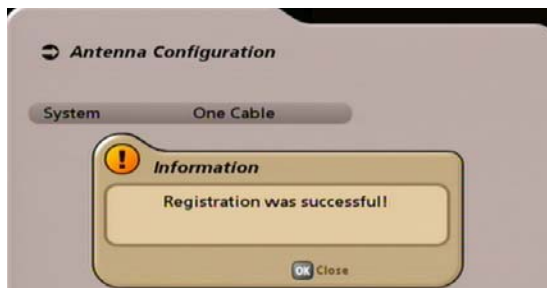 Antenna Configuration
System One Cable
Information
Registration was successful!
OK Close